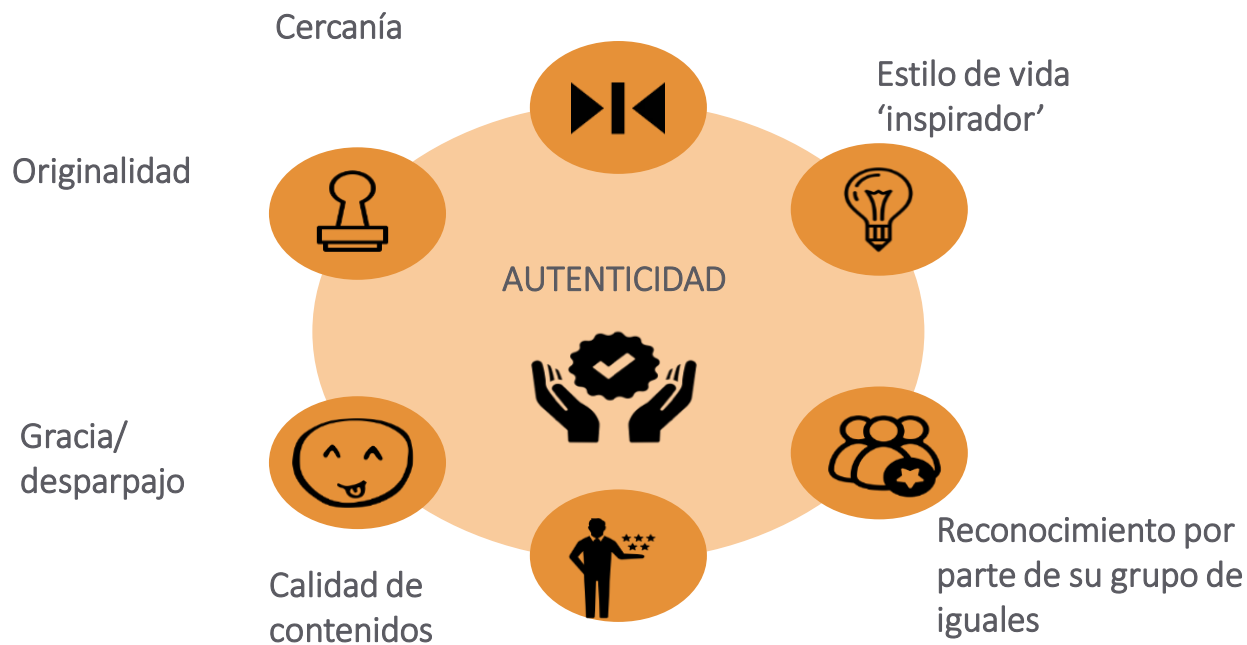 Cercanía
Estilo de vida
‘inspirador’
Originalidad
AUTENTICIDAD
Gracia/
desparpajo
Reconocimiento por
parte de su grupo de
iguales
Calidad de
contenidos